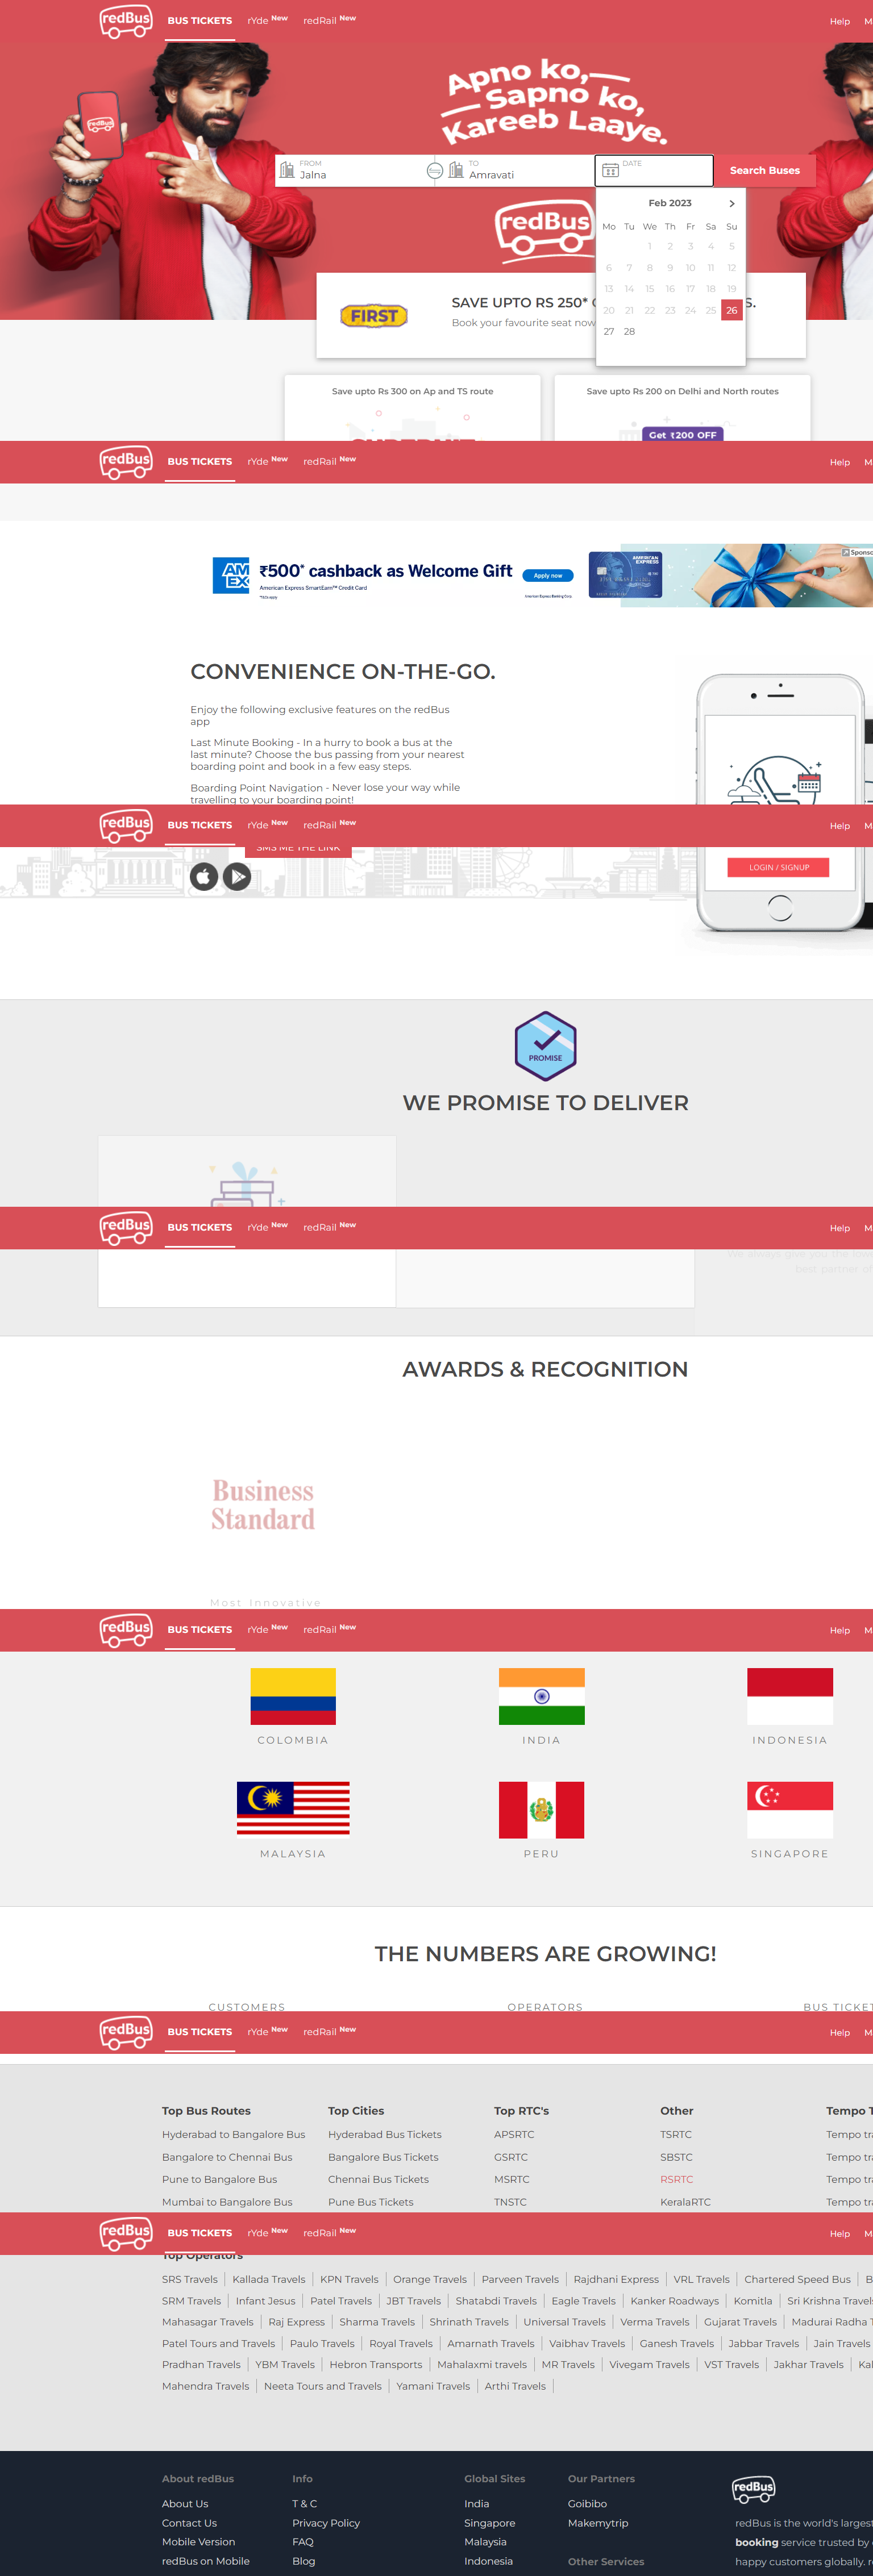 redBus BUS TICKETS rYde New redRail New Help
redBus
Apno ko,
Sapno ko,
Kareeb Laaye.
FROM
Jalna
TO
Amravati
DATE
Search Buses
redBus
Feb 2023 >
Mo Tu We Th Fr Sa Su
1 2 3 4 5
6 7 8 9 10 11 12
13 14 15 16 17 18 19
20 21 22 23 24 25 26
27 28
FIRST
SAVE UPTO RS 250* S.
Book your favourite seat now
Save upto Rs 300 on Ap and TS route
Save upto Rs 200 on Delhi and North routes
Get ₹200 OFF
redBus BUS TICKETS rYde New redRail New Help M
AM EX
₹500* cashback as Welcome Gift
American Express SmartEarn™ Credit Card
Apply now
American Express Banking Corp.
AMERICAN EXPRESS
Sponso
CONVENIENCE ON-THE-GO.
Enjoy the following exclusive features on the redBus
app
Last Minute Booking - In a hurry to book a bus at the
last minute? Choose the bus passing from your nearest
boarding point and book in a few easy steps.
Boarding Point Navigation - Never lose your way while
travelling to your boarding point!
redBus BUS TICKETS rYde New redRail New Help M
SMS ME THE LINK
LOGIN / SIGNUP
PROMISE
WE PROMISE TO DELIVER
redBus BUS TICKETS rYde New redRail New Help M
We always give you the lowe
best partner of
AWARDS & RECOGNITION
Business
Standard
Most Innovative
redBus BUS TICKETS rYde New redRail New Help M
COLOMBIA INDIA INDONESIA
MALAYSIA PERU SINGAPORE
THE NUMBERS ARE GROWING!
CUSTOMERS OPERATORS BUS TICKET
redBus BUS TICKETS rYde New redRail New Help M
Top Bus Routes Top Cities Top RTC's Other Tempo T
Hyderabad to Bangalore Bus Hyderabad Bus Tickets APSRTC TSRTC Tempo tra
Bangalore to Chennai Bus Bangalore Bus Tickets GSRTC SBSTC Tempo tra
Pune to Bangalore Bus Chennai Bus Tickets MSRTC RSRTC Tempo tra
Mumbai to Bangalore Bus Pune Bus Tickets TNSTC KeralaRTC Tempo tra
redBus BUS TICKETS rYde New redRail New Help M
Top Operators
SRS Travels | Kallada Travels | KPN Travels | Orange Travels | Parveen Travels | Rajdhani Express | VRL Travels | Chartered Speed Bus | B
SRM Travels | Infant Jesus | Patel Travels | JBT Travels | Shatabdi Travels | Eagle Travels | Kanker Roadways | Komitla | Sri Krishna Travels
Mahasagar Travels | Raj Express | Sharma Travels | Shrinath Travels | Universal Travels | Verma Travels | Gujarat Travels | Madurai Radha T
Patel Tours and Travels | Paulo Travels | Royal Travels | Amarnath Travels | Vaibhav Travels | Ganesh Travels | Jabbar Travels | Jain Travels
Pradhan Travels | YBM Travels | Hebron Transports | Mahalaxmi travels | MR Travels | Vivegam Travels | VST Travels | Jakhar Travels | Kal
Mahendra Travels | Neeta Tours and Travels | Yamani Travels | Arthi Travels |
About redBus Info Global Sites Our Partners redBus
About Us T & C India Goibibo
Contact Us Privacy Policy Singapore Makemytrip redBus is the world's largest
Mobile Version FAQ Malaysia booking service trusted by
redBus on Mobile Blog Indonesia Other Services happy customers globally. r